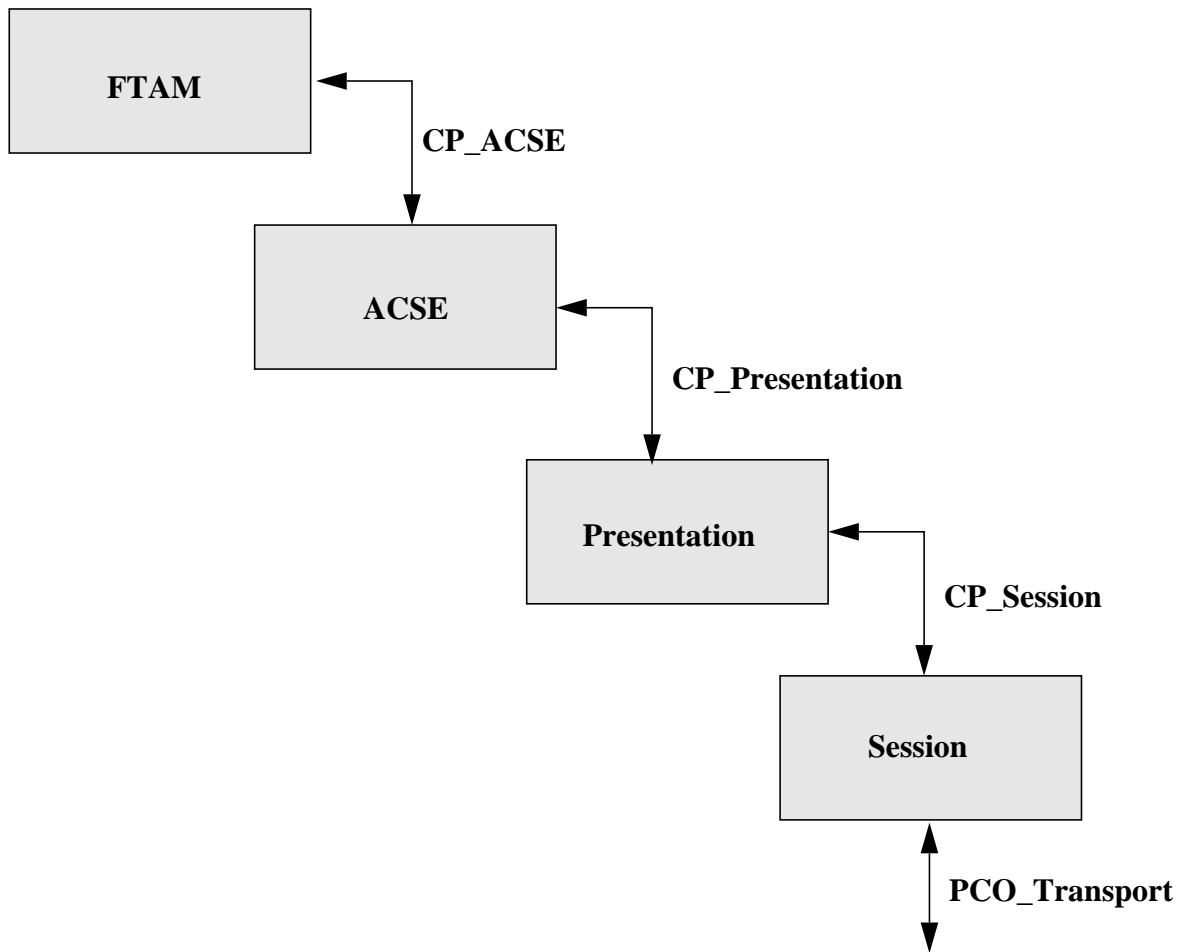 FTAM
CP_ACSE
ACSE
CP_Presentation
Presentation
CP_Session
Session
PCO_Transport